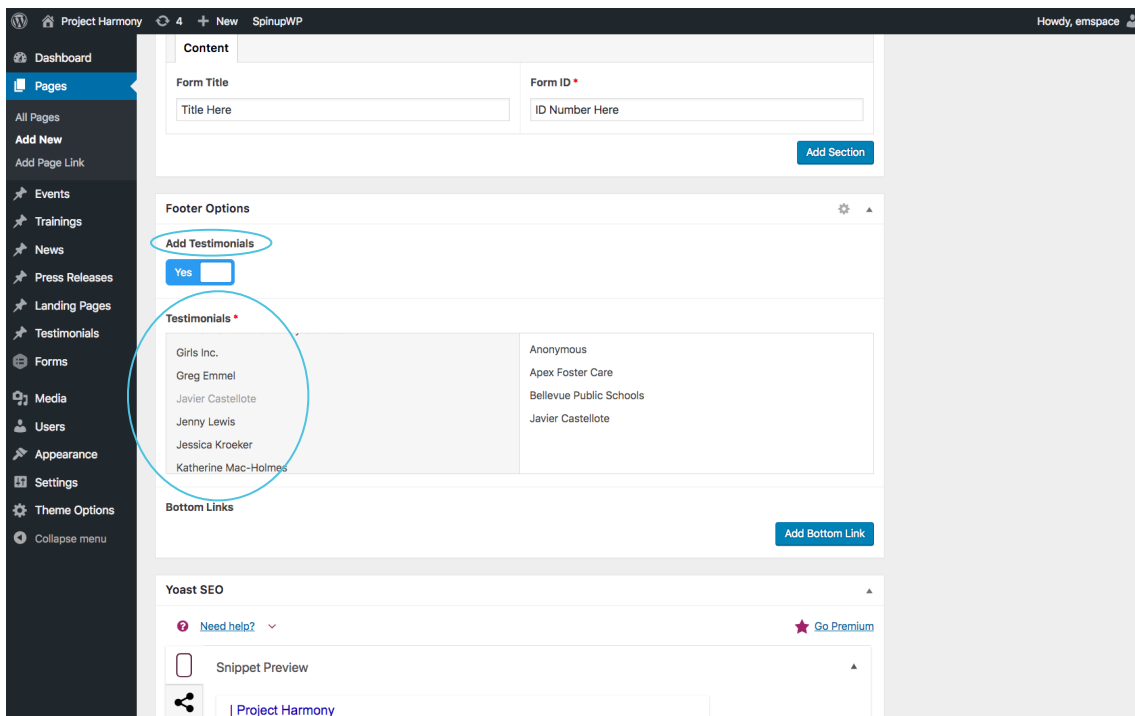 Project Harmony 4 New SpinupWP Howdy, emspace
Dashboard
Pages
All Pages
Add New
Add Page Link
Events
Trainings
News
Press Releases
Landing Pages
Testimonials
Forms
Media
Users
Appearance
Settings
Theme Options
Collapse menu
Content
Form Title Form ID *
Title Here ID Number Here
Add Section
Footer Options
Add Testimonials
Yes
Testimonials *
Girls Inc.
Greg Emmel
Javier Castellote
Jenny Lewis
Jessica Kroeker
Katherine Mac-Holmes
Anonymous
Apex Foster Care
Bellevue Public Schools
Javier Castellote
Bottom Links
Add Bottom Link
Yoast SEO
Need help? Go Premium
Snippet Preview
| Project Harmony